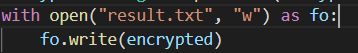 with open("result.txt", "w") as fo:
    fo.write(encrypted)